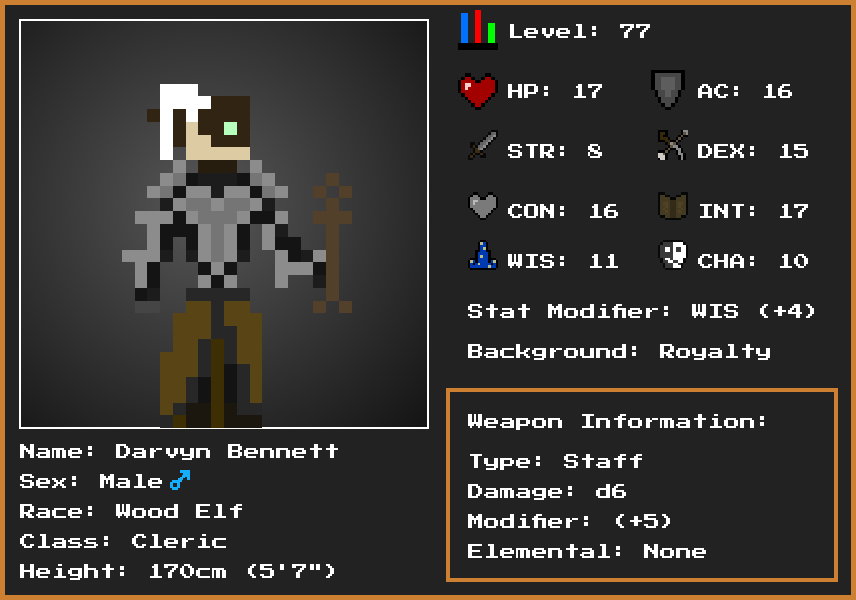 Level: 77
HP: 17
AC: 16
STR: 8
DEX: 15
CON: 16
INT: 17
WIS: 11
CHA: 10
Stat Modifier: WIS (+4)
Background: Royalty
Weapon Information:
Type: Staff
Damage: d6
Modifier: (+5)
Elemental: None
Name: Darvyn Bennett
Sex: Male♂
Race: Wood Elf
Class: Cleric
Height: 170cm (5'7")